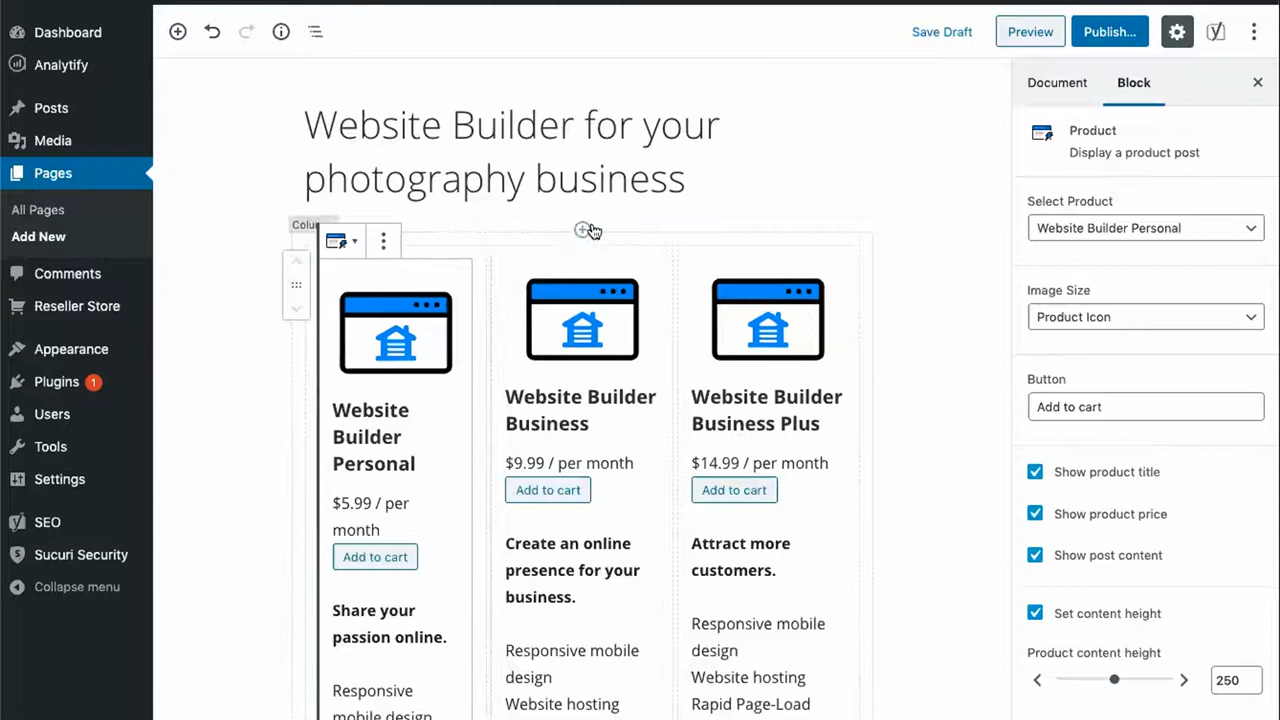 Dashboard
Analytify
Posts
Media
Pages
All Pages
Add New
Comments
Reseller Store
Appearance
Plugins 1
Users
Tools
Settings
SEO
Sucuri Security
Collapse menu
Save Draft
Preview
Publish...
Website Builder for your
photography business
Website
Builder
Personal
$5.99 / per
month
Add to cart
Share your
passion online.
Responsive
mobile design
Website Builder
Business
$9.99 / per month
Add to cart
Create an online
presence for your
business.
Responsive mobile
design
Website hosting
Website Builder
Business Plus
$14.99 / per month
Add to cart
Attract more
customers.
Responsive mobile
design
Website hosting
Rapid Page-Load
Document
Block
Product
Display a product post
Select Product
Website Builder Personal
Image Size
Product Icon
Button
Add to cart
Show product title
Show product price
Show post content
Set content height
Product content height
250